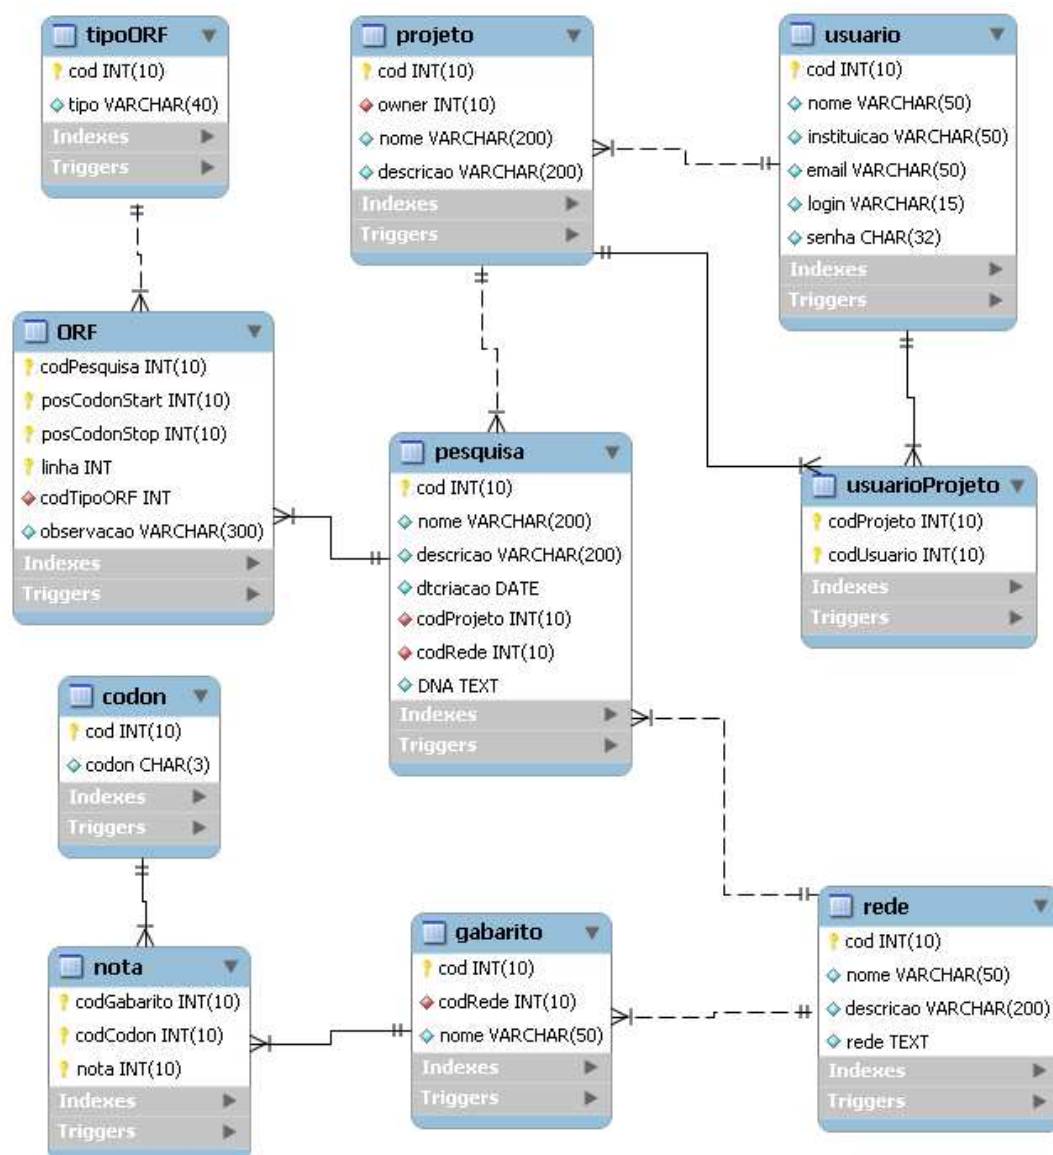 tipoORF
cod INT(10)
tipo VARCHAR(40)
Indexes
Triggers
projeto
cod INT(10)
owner INT(10)
nome VARCHAR(200)
descricao VARCHAR(200)
Indexes
Triggers
usuario
cod INT(10)
nome VARCHAR(50)
instituicao VARCHAR(50)
email VARCHAR(50)
login VARCHAR(15)
senha CHAR(32)
Indexes
Triggers
ORF
codPesquisa INT(10)
posCodonStart INT(10)
posCodonStop INT(10)
linha INT
codTipoORF INT
observacao VARCHAR(300)
Indexes
Triggers
pesquisa
cod INT(10)
nome VARCHAR(200)
descricao VARCHAR(200)
dtcriacao DATE
codProjeto INT(10)
codRede INT(10)
DNA TEXT
Indexes
Triggers
usuarioProjeto
codProjeto INT(10)
codUsuario INT(10)
Indexes
Triggers
codon
cod INT(10)
codon CHAR(3)
Indexes
Triggers
nota
codGabarito INT(10)
codCodon INT(10)
nota INT(10)
Indexes
Triggers
gabarito
cod INT(10)
codRede INT(10)
nome VARCHAR(50)
Indexes
Triggers
rede
cod INT(10)
nome VARCHAR(50)
descricao VARCHAR(200)
rede TEXT
Indexes
Triggers